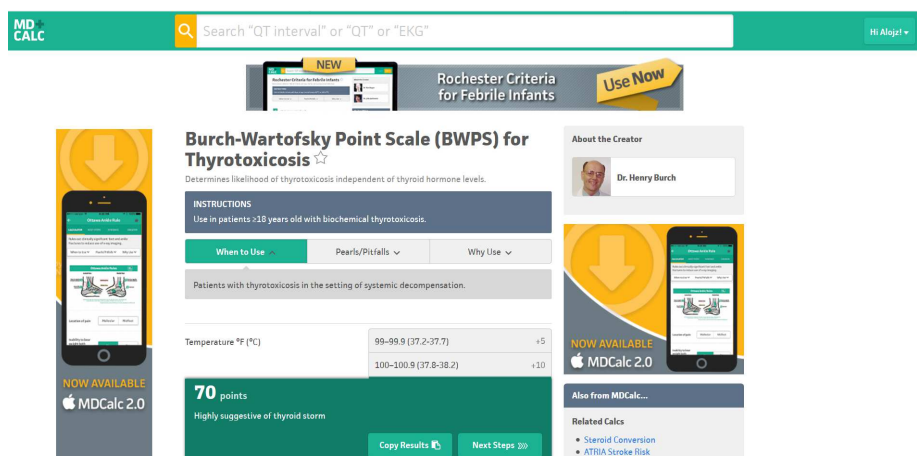 MD+
CALC
Search "QT interval" or "QT" or "EKG"
Hi Alojz!
NEW
Rochester Criteria
for Febrile Infants
Use Now
Burch-Wartofsky Point Scale (BWPS) for
Thyrotoxicosis
Determines likelihood of thyrotoxicosis independent of thyroid hormone levels.
INSTRUCTIONS
Use in patients ≥18 years old with biochemical thyrotoxicosis.
When to Use
Pearls/Pitfalls
Why Use
Patients with thyrotoxicosis in the setting of systemic decompensation.
Temperature ºF (ºC)
99–99.9 (37.2-37.7) +5
100–100.9 (37.8-38.2) +10
70 points
Highly suggestive of thyroid storm
Copy Results
Next Steps
NOW AVAILABLE
MDCalc 2.0
About the Creator
Dr. Henry Burch
NOW AVAILABLE
MDCalc 2.0
Also from MDCalc...
Related Calcs
Steroid Conversion
ATRIA Stroke Risk